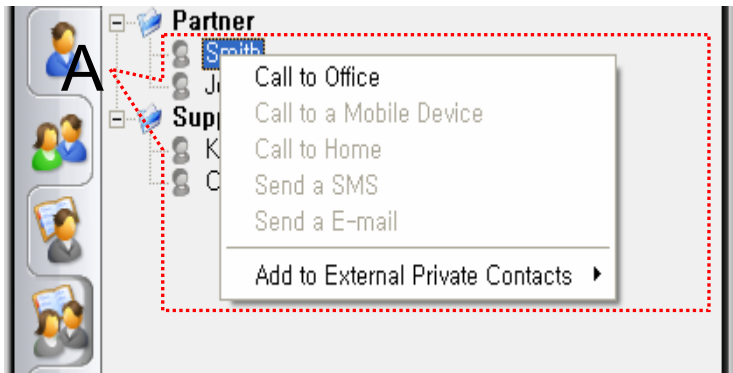 Partner
A
Smith
Call to Office
Call to a Mobile Device
Call to Home
Send a SMS
Send a E-mail
Add to External Private Contacts